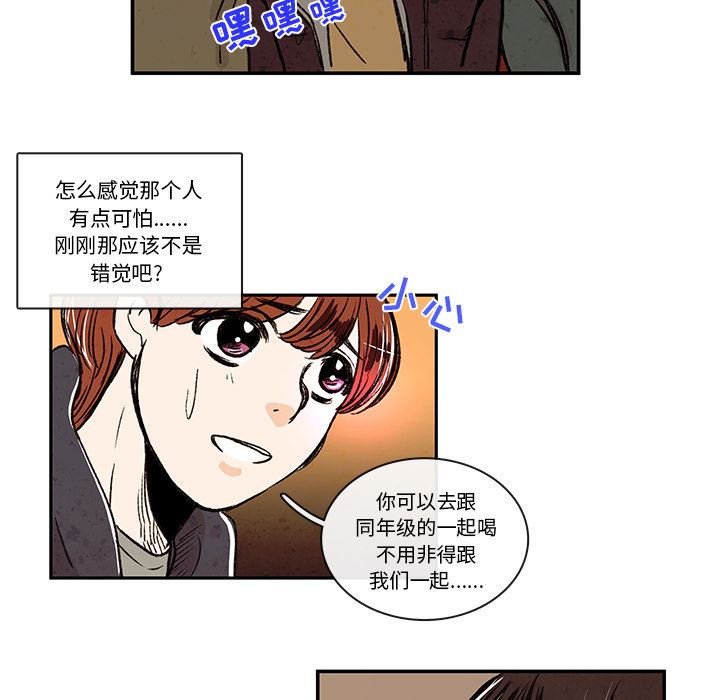 嘿嘿嘿
怎么感觉那个人
有点可怕……
刚刚那应该不是
错觉吧?
小心
你可以去跟
同年级的一起喝
不用非得跟
我们一起……